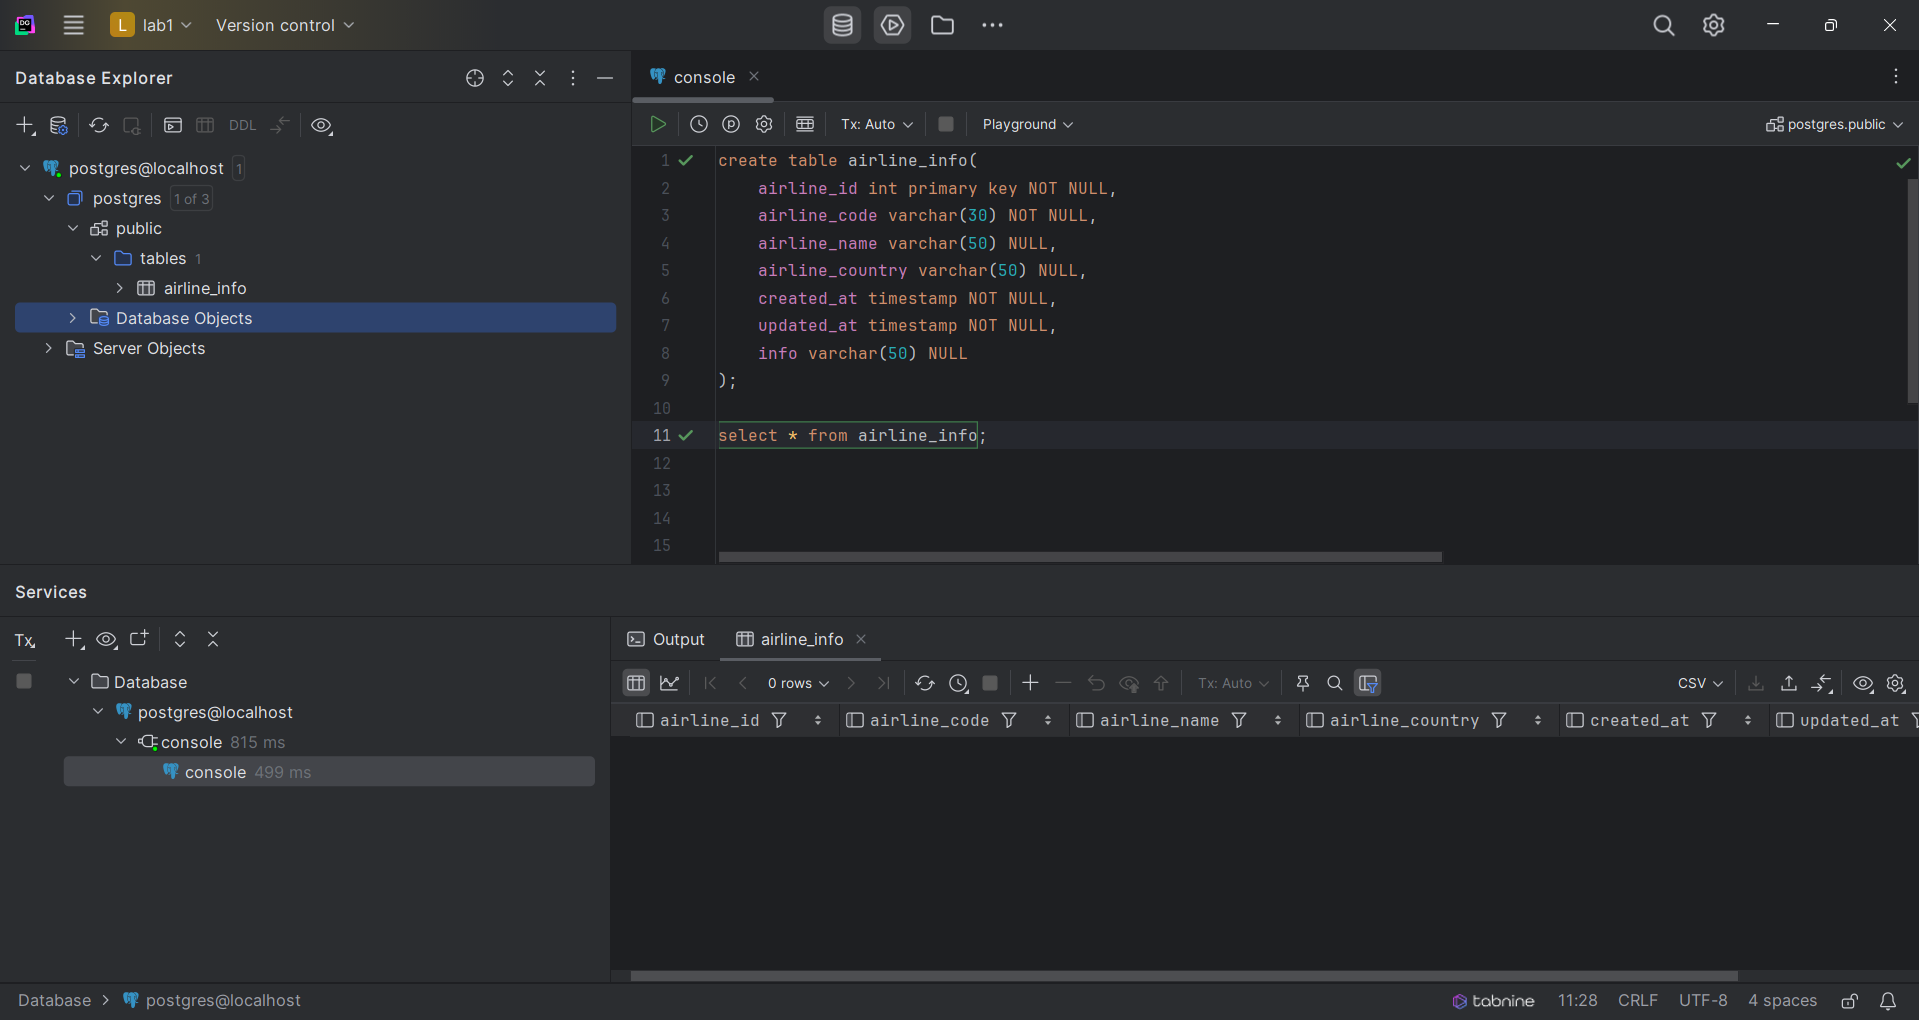 L lab1 Version control
Database Explorer
console
DDL
Tx: Auto Playground postgres.public
postgres@localhost 1
postgres 1 of 3
public
tables 1
airline_info
Database Objects
Server Objects
1 create table airline_info(
2 airline_id int primary key NOT NULL,
3 airline_code varchar(30) NOT NULL,
4 airline_name varchar(50) NULL,
5 airline_country varchar(50) NULL,
6 created_at timestamp NOT NULL,
7 updated_at timestamp NOT NULL,
8 info varchar(50) NULL
9 );
10
11 select * from airline_info;
12
13
14
15
Services
Tx
Database
postgres@localhost
console 815 ms
console 499 ms
Output airline_info
0 rows Tx: Auto CSV
airline_id airline_code airline_name airline_country created_at updated_at
Database > postgres@localhost
tabnine 11:28 CRLF UTF-8 4 spaces